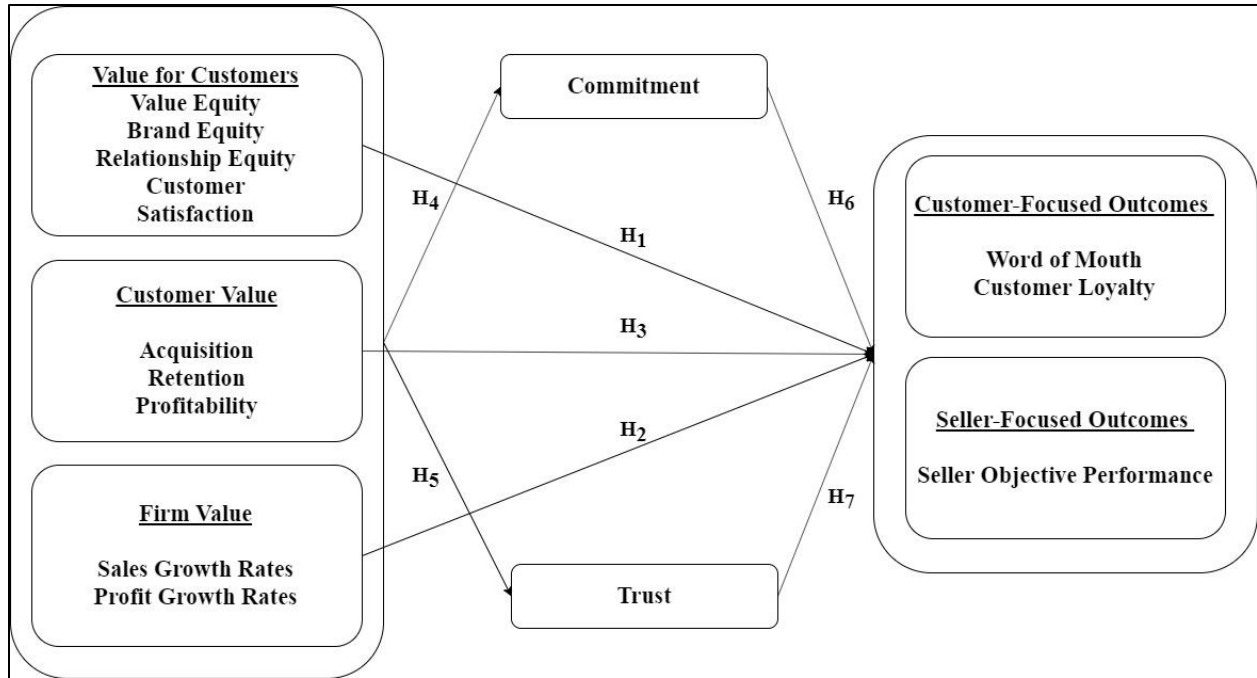 Value for Customers
Value Equity
Brand Equity
Relationship Equity
Customer
Satisfaction
Customer Value
Acquisition
Retention
Profitability
Firm Value
Sales Growth Rates
Profit Growth Rates
H4
H5
Commitment
H1
H3
H2
Trust
H6
H7
Customer-Focused Outcomes
Word of Mouth
Customer Loyalty
Seller-Focused Outcomes
Seller Objective Performance